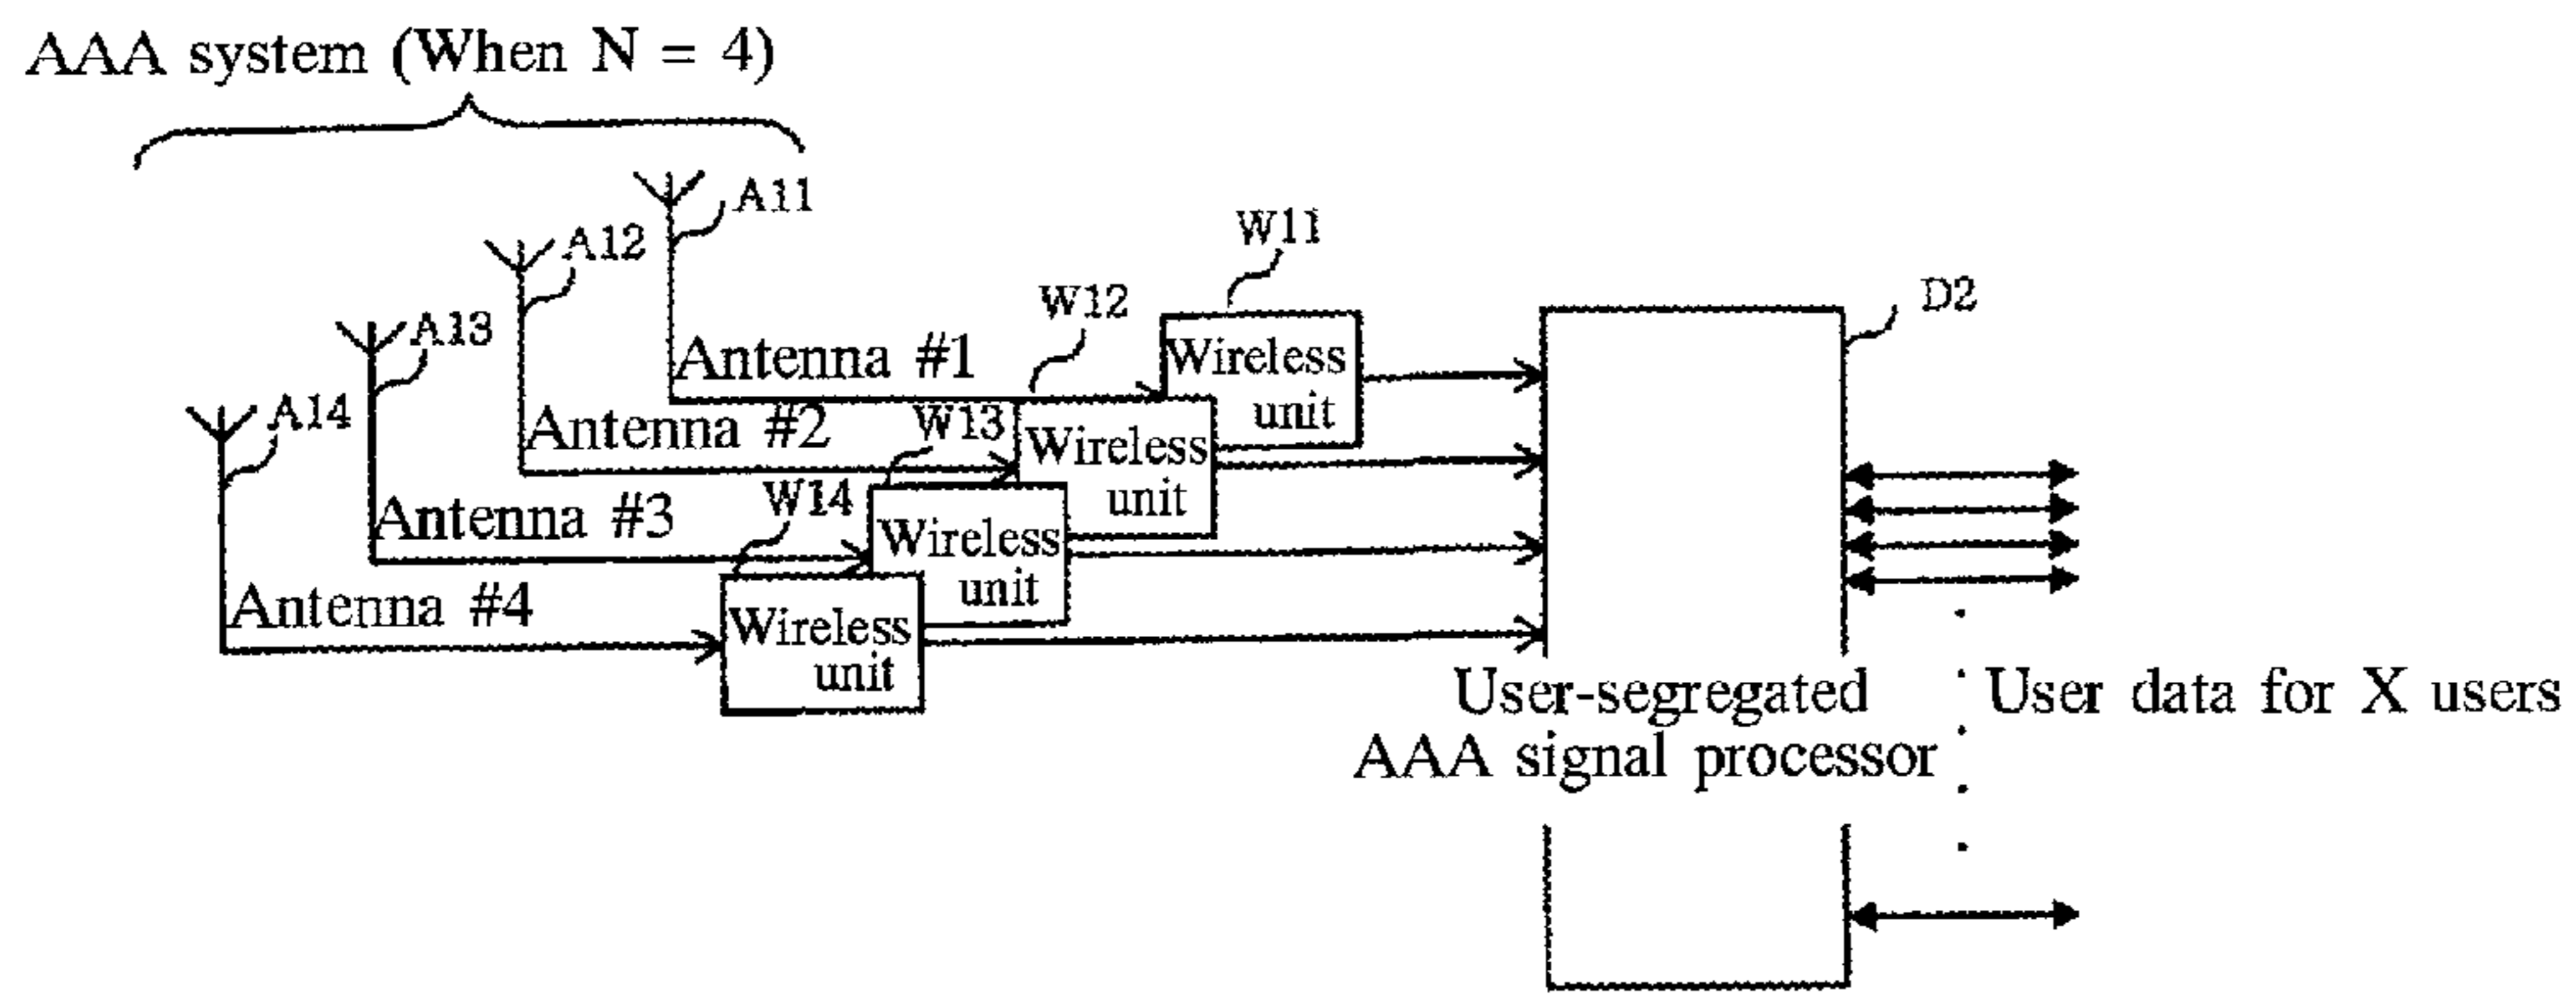 AAA system (When N = 4)
A11
A12
A13
A14
W11
W12
W13
W14
D2
Antenna #1
Antenna #2
Antenna #3
Antenna #4
Wireless
unit
Wireless
unit
Wireless
unit
Wireless
unit
User-segregated
AAA signal processor
User data for X users